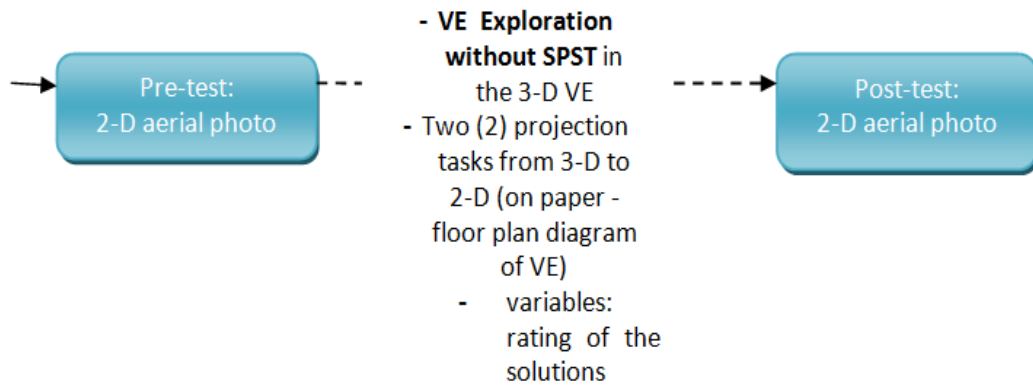 Pre-test:
2-D aerial photo
- VE Exploration
without SPST in
the 3-D VE
- Two (2) projection
tasks from 3-D to
2-D (on paper -
floor plan diagram
of VE)
- variables:
rating of the
solutions
Post-test:
2-D aerial photo